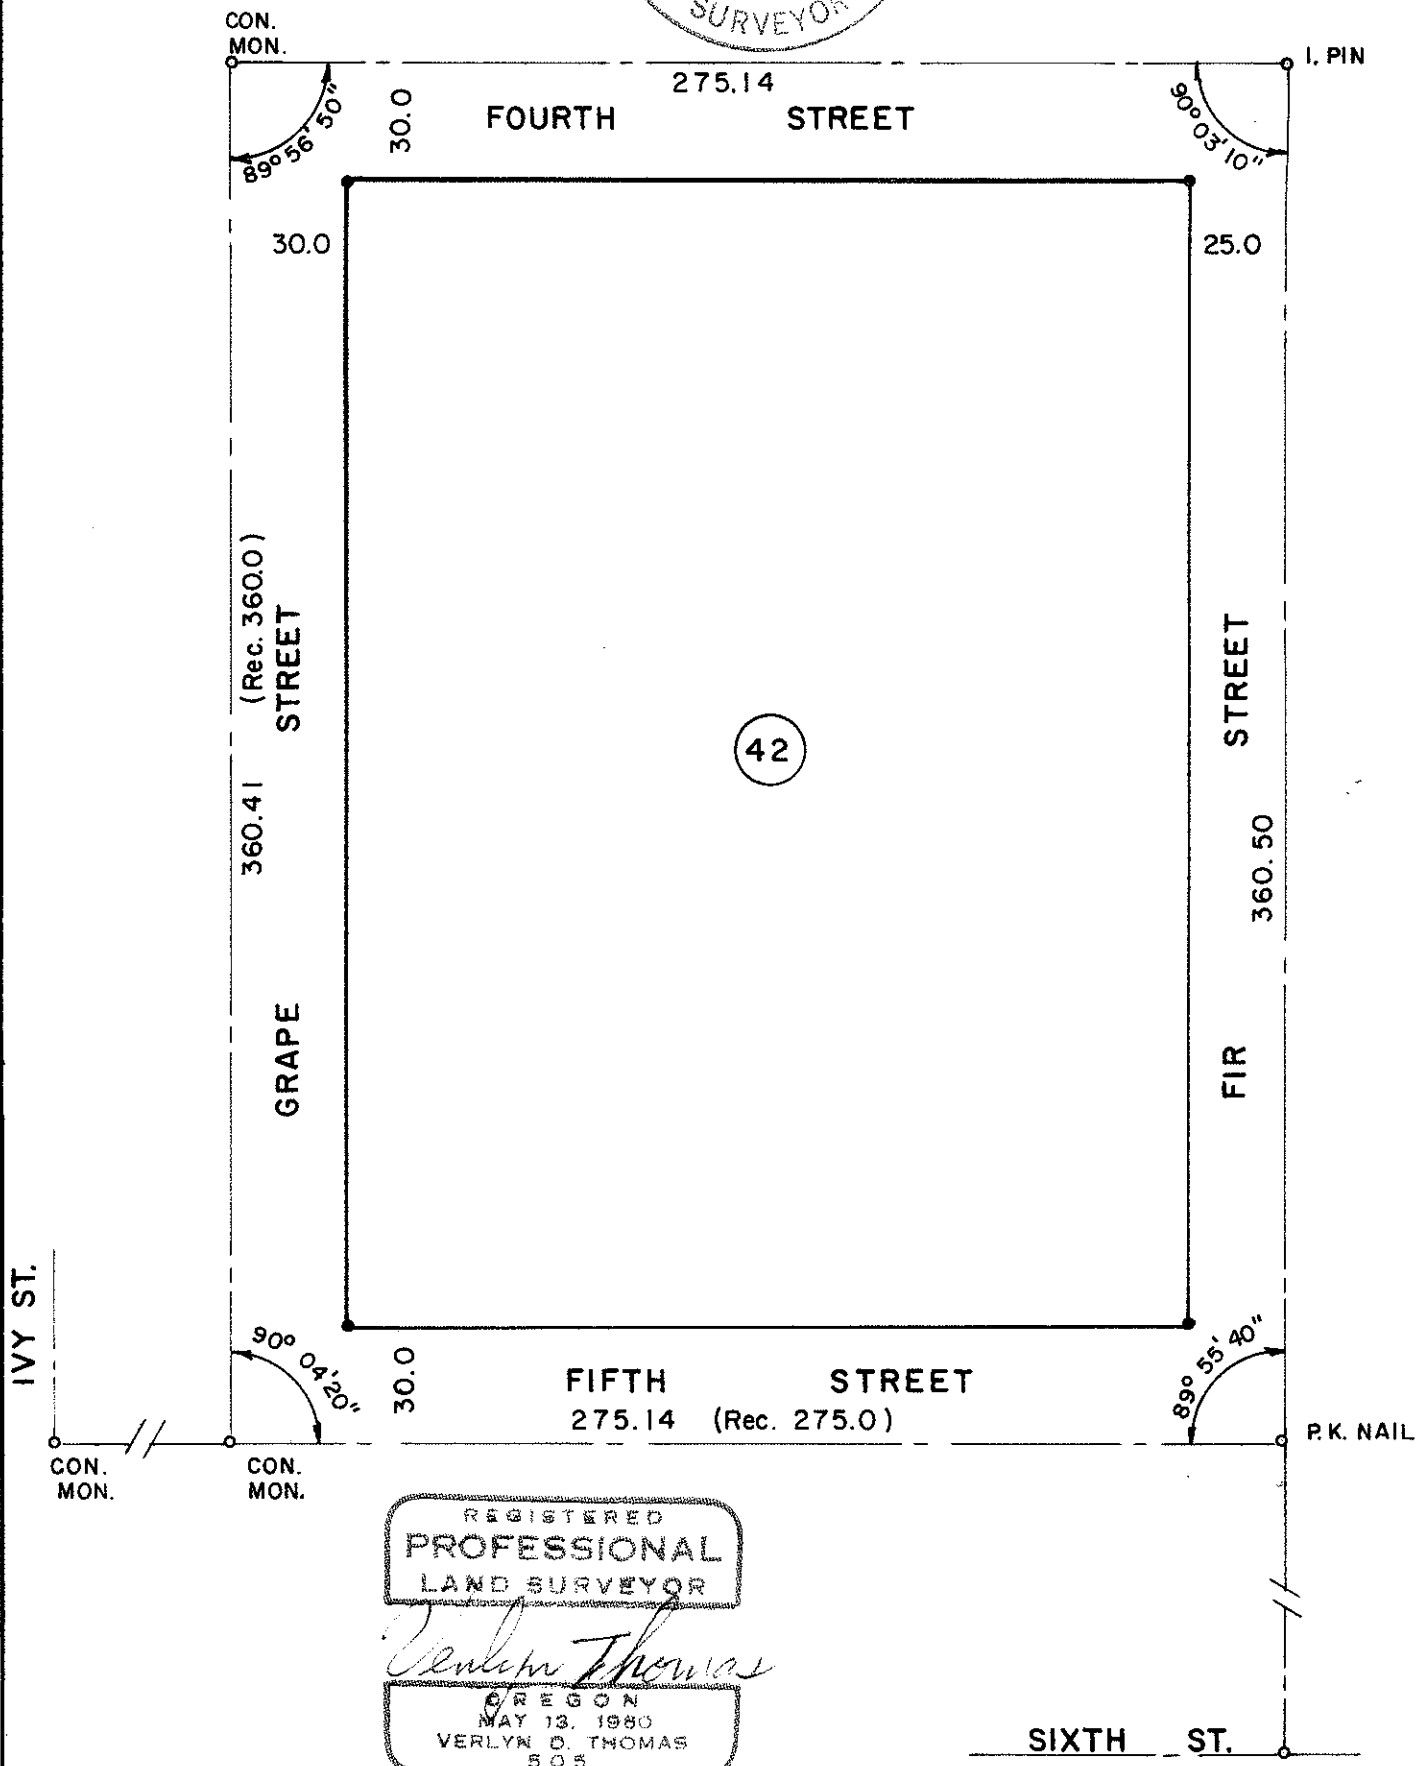 SURVEYOR
CON.
MON.
I. PIN
275.14
89° 56' 50"
30.0
FOURTH STREET
90° 03' 10"
30.0
25.0
(Rec. 360.0)
360.41
GRAPE STREET
42
FIR STREET
360.50
IVY ST.
90° 04' 20"
30.0
FIFTH STREET
275.14 (Rec. 275.0)
89° 55' 40"
P.K. NAIL
CON.
MON.
CON.
MON.
REGISTERED
PROFESSIONAL
LAND SURVEYOR
Verlyn Thomas
OREGON
MAY 13, 1980
VERLYN D. THOMAS
505
SIXTH ST.